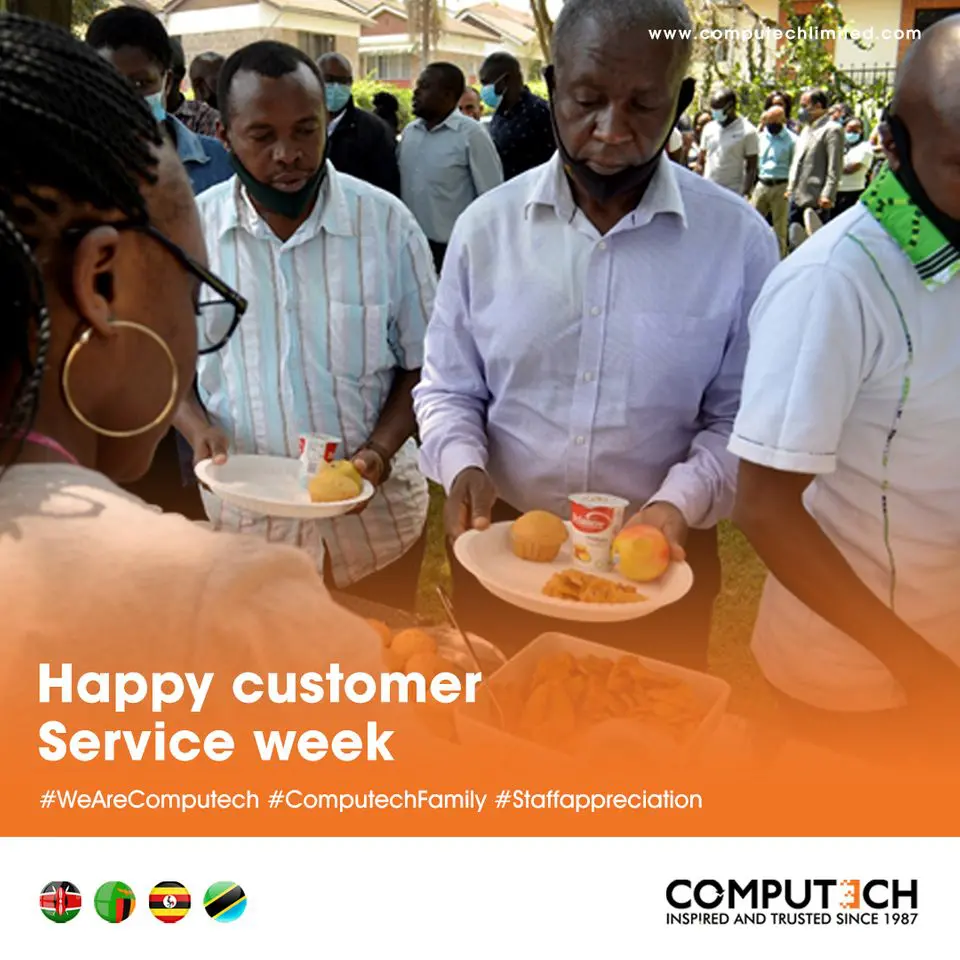 www.computechlimited.com
Happy customer
Service week
#WeAreComputech #ComputechFamily #Staffappreciation
COMPUTECH
INSPIRED AND TRUSTED SINCE 1987